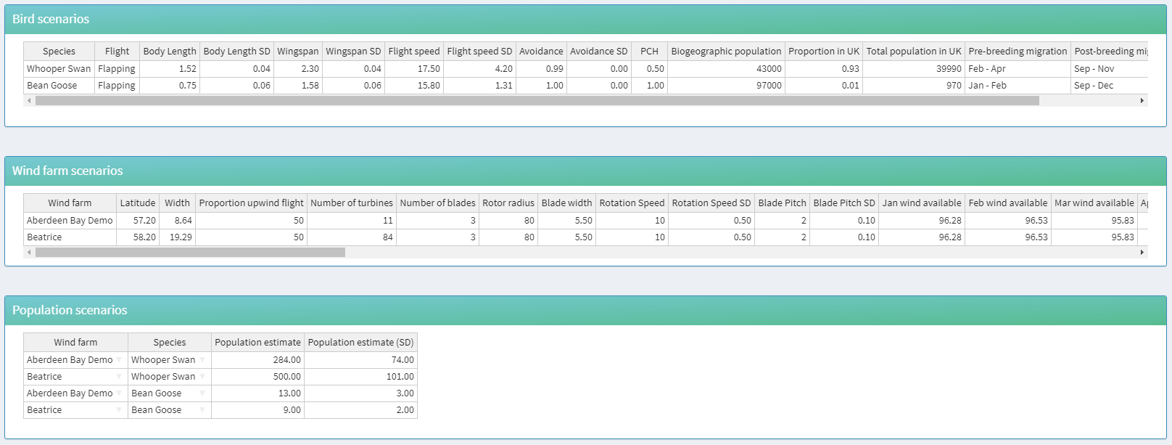 Bird scenarios
Species Flight Body Length Body Length SD Wingspan Wingspan SD Flight speed Flight speed SD Avoidance Avoidance SD PCH Biogeographic population Proportion in UK Total population in UK Pre-breeding migration Post-breeding mi
Whooper Swan Flapping 1.52 0.04 2.30 0.04 17.50 4.20 0.99 0.00 0.50 43000 0.93 39990 Feb - Apr Sep - Nov
Bean Goose Flapping 0.75 0.06 1.58 0.06 15.80 1.31 1.00 0.00 1.00 97000 0.01 970 Jan - Feb Sep - Dec
Wind farm scenarios
Wind farm Latitude Width Proportion upwind flight Number of turbines Number of blades Rotor radius Blade width Rotation Speed Rotation Speed SD Blade Pitch Blade Pitch SD Jan wind available Feb wind available Mar wind available A
Aberdeen Bay Demo 57.20 8.64 50 11 3 80 5.50 10 0.50 2 0.10 96.28 96.53 95.83
Beatrice 58.20 19.29 50 84 3 80 5.50 10 0.50 2 0.10 96.28 96.53 95.83
Population scenarios
Wind farm Species Population estimate Population estimate (SD)
Aberdeen Bay Demo Whooper Swan 284.00 74.00
Beatrice Whooper Swan 500.00 101.00
Aberdeen Bay Demo Bean Goose 13.00 3.00
Beatrice Bean Goose 9.00 2.00